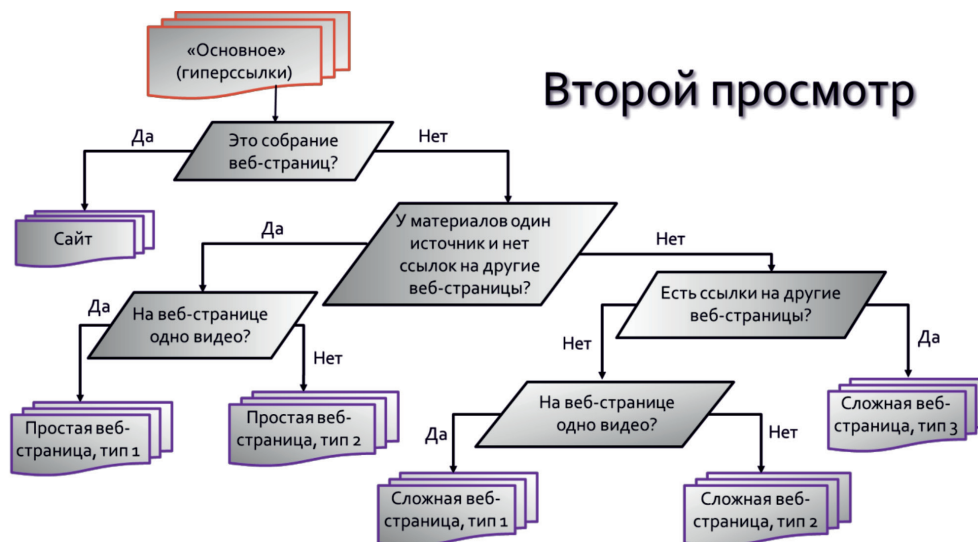 «Основное»
(гиперссылки)
Второй просмотр
Да
Это собрание
веб-страниц?
Нет
Сайт
Да
У материалов один
источник и нет
ссылок на другие
веб-страницы?
Нет
Да
На веб-странице
одно видео?
Нет
Есть ссылки на другие
веб-страницы?
Нет
Да
Простая веб-
страница, тип 1
Простая веб-
страница, тип 2
На веб-странице
одно видео?
Да
Нет
Сложная веб-
страница, тип 3
Сложная веб-
страница, тип 1
Сложная веб-
страница, тип 2